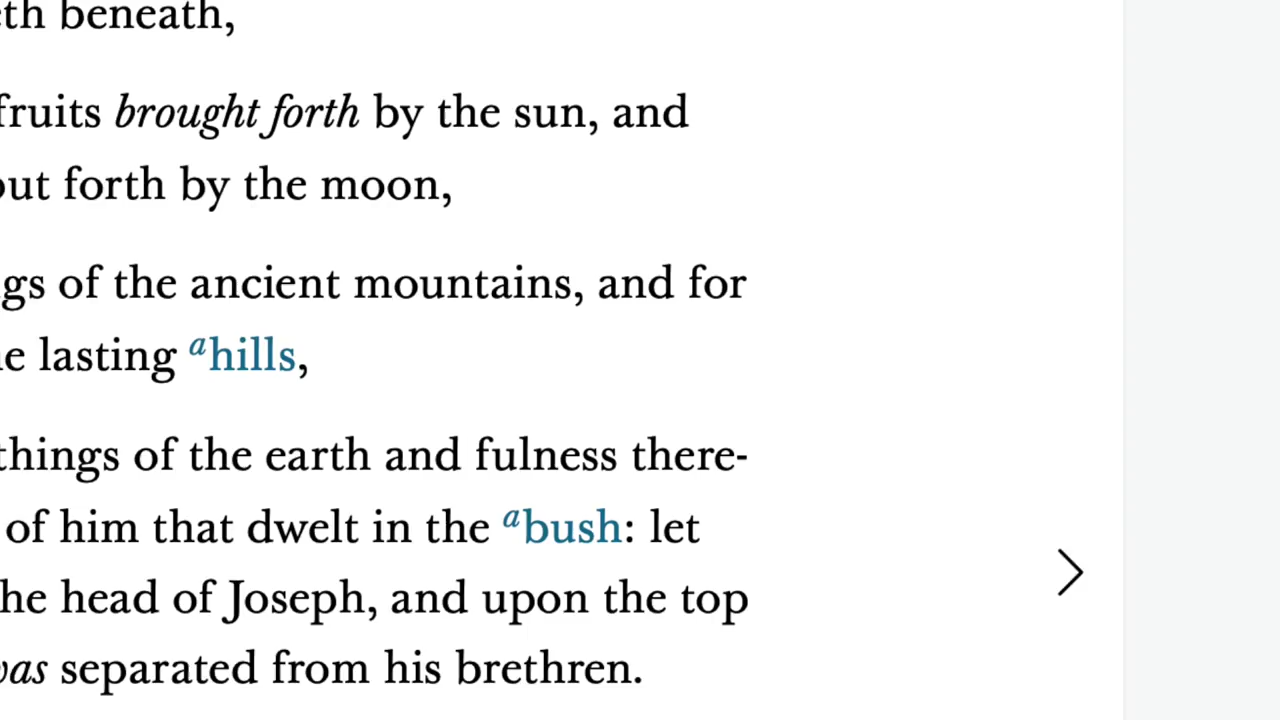 eth beneath,
fruits brought forth by the sun, and
put forth by the moon,
gs of the ancient mountains, and for
e lasting ahills,
things of the earth and fulness there-
of him that dwelt in the abush: let
he head of Joseph, and upon the top
was separated from his brethren.